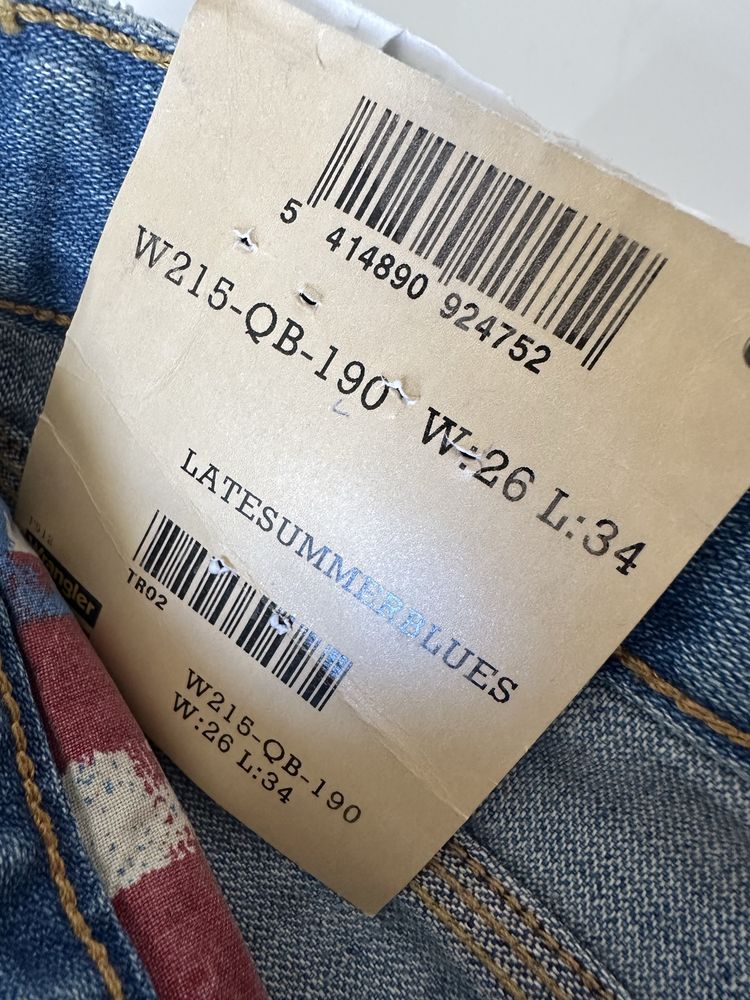 5 414890 924752
W215-QB-190 W:26 L:34
LATESUMMERBLUES
TR02
W215-QB-190
W:26 L:34
Wrangler